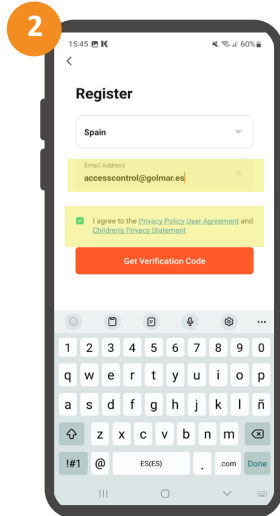 2
15:45 K 60%
Register
Spain
Email Address
accesscontrol@golmar.es
I agree to the Privacy Policy User Agreement and
Children's Privacy Statement
Get Verification Code
1 2 3 4 5 6 7 8 9 0
q w e r t y u i o p
a s d f g h j k l ñ
z x c v b n m
!#1 @ ES(ES) . .com Done